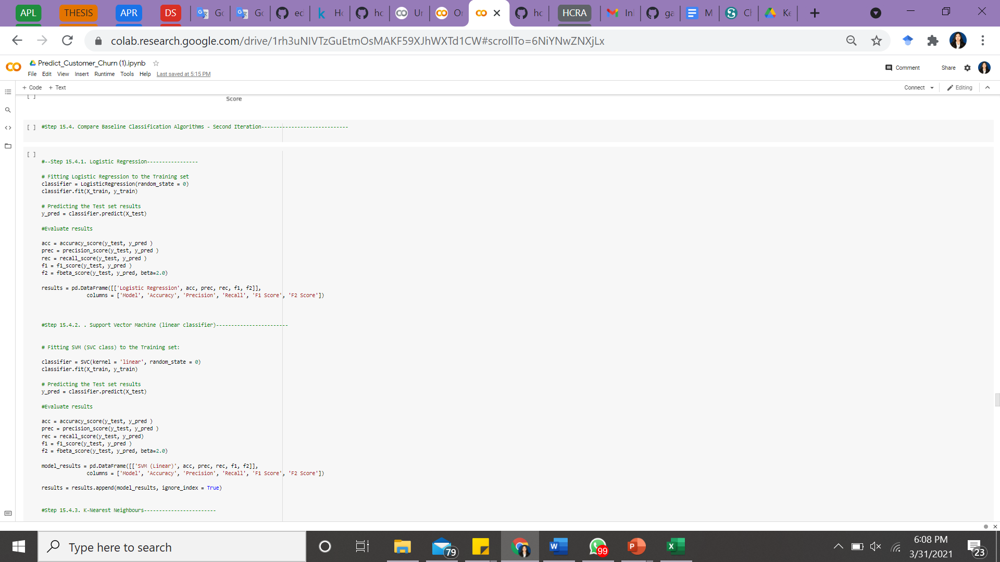 APL THESIS APR DS Gc Gc ed Hc hc Ur Or hc HCRA In ga M Ch Ke
colab.research.google.com/drive/1rh3uNIVTzGuEtmOsMAKF59XJhWXTd1CW#scrollTo=6NiYNwZNXjLx
Predict_Customer_Churn (1).ipynb
Comment Share
File Edit View Insert Runtime Tools Help Last saved at 5:15 PM
+ Code + Text Connect Editing
[ ] Score
[ ] #Step 15.4. Compare Baseline Classification Algorithms - Second Iteration-----------------------------
[ ]
#--Step 15.4.1. Logistic Regression-----------------
# Fitting Logistic Regression to the Training set
classifier = LogisticRegression(random_state = 0)
classifier.fit(X_train, y_train)
# Predicting the Test set results
y_pred = classifier.predict(X_test)
#Evaluate results
acc = accuracy_score(y_test, y_pred )
prec = precision_score(y_test, y_pred )
rec = recall_score(y_test, y_pred )
f1 = f1_score(y_test, y_pred )
f2 = fbeta_score(y_test, y_pred, beta=2.0)
results = pd.DataFrame([['Logistic Regression', acc, prec, rec, f1, f2]],
columns = ['Model', 'Accuracy', 'Precision', 'Recall', 'F1 Score', 'F2 Score'])
#Step 15.4.2. . Support Vector Machine (linear classifier)------------------------
# Fitting SVM (SVC class) to the Training set:
classifier = SVC(kernel = 'linear', random_state = 0)
classifier.fit(X_train, y_train)
# Predicting the Test set results
y_pred = classifier.predict(X_test)
#Evaluate results
acc = accuracy_score(y_test, y_pred )
prec = precision_score(y_test, y_pred )
rec = recall_score(y_test, y_pred)
f1 = f1_score(y_test, y_pred )
f2 = fbeta_score(y_test, y_pred, beta=2.0)
model_results = pd.DataFrame([['SVM (Linear)', acc, prec, rec, f1, f2]],
columns = ['Model', 'Accuracy', 'Precision', 'Recall', 'F1 Score', 'F2 Score'])
results = results.append(model_results, ignore_index = True)
#Step 15.4.3. K-Nearest Neighbours------------------------
Type here to search
79
99
6:08 PM
3/31/2021
23